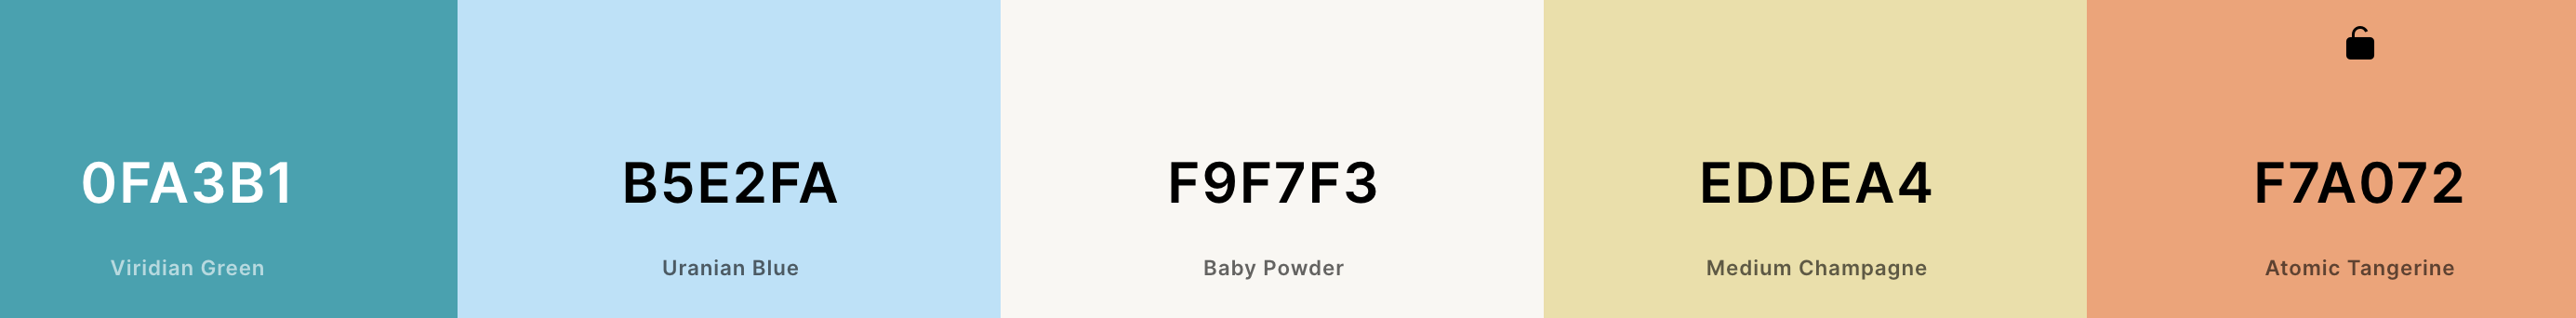 0FA3B1
Viridian Green
B5E2FA
Uranian Blue
F9F7F3
Baby Powder
EDDEA4
Medium Champagne
F7A072
Atomic Tangerine